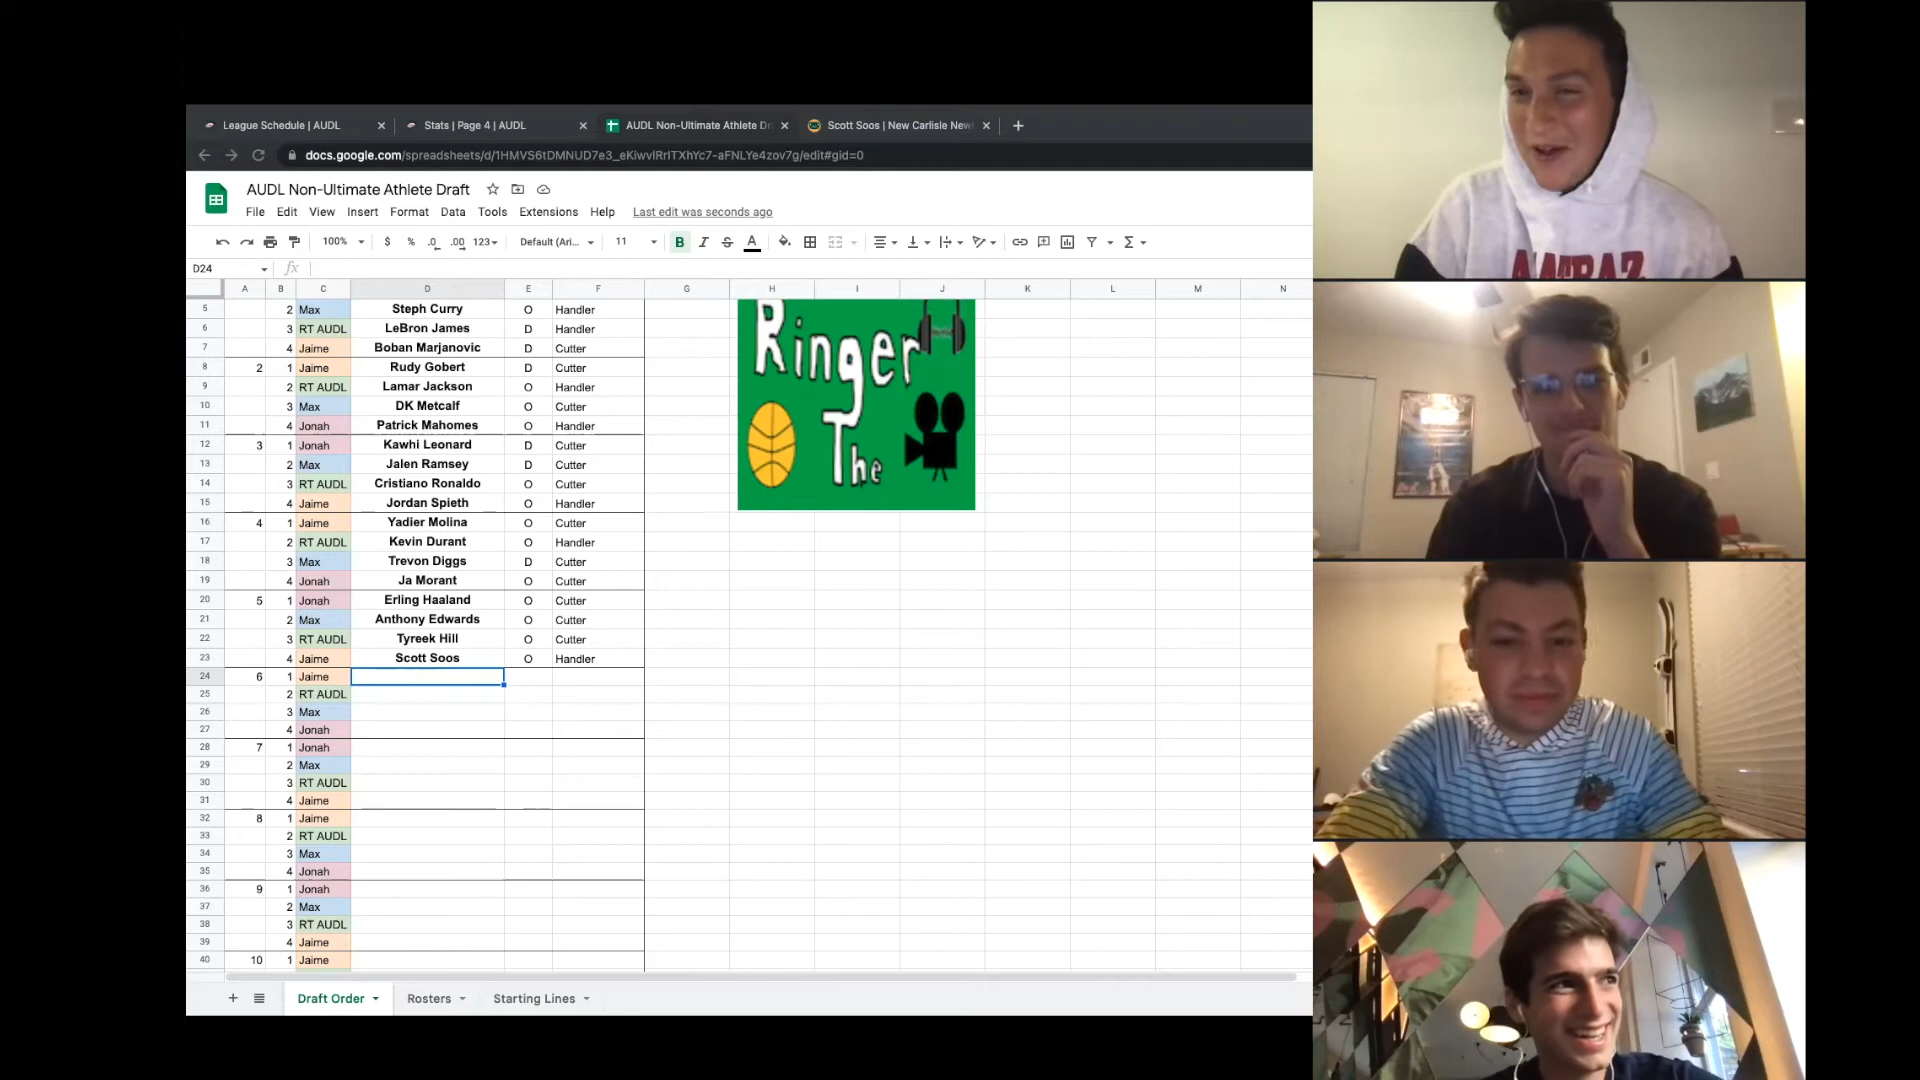 League Schedule | AUDL
Stats | Page 4 | AUDL
AUDL Non-Ultimate Athlete Dr
Scott Soos | New Carlisle New
docs.google.com/spreadsheets/d/1HMVS6tDMNUD7e3_eKiwvlRrITXhYc7-aFNLYe4zov7g/edit#gid=0
AUDL Non-Ultimate Athlete Draft
File Edit View Insert Format Data Tools Extensions Help Last edit was seconds ago
100% $ % .0 .00 123 Default (Ari... 11 B I S A
D24 fx
A B C D E F G H I J K L M N
5 2 Max Steph Curry O Handler
6 3 RT AUDL LeBron James D Handler
7 4 Jaime Boban Marjanovic D Cutter
8 2 1 Jaime Rudy Gobert D Cutter
9 2 RT AUDL Lamar Jackson O Handler
10 3 Max DK Metcalf O Cutter
11 4 Jonah Patrick Mahomes O Handler
12 3 1 Jonah Kawhi Leonard D Cutter
13 2 Max Jalen Ramsey D Cutter
14 3 RT AUDL Cristiano Ronaldo O Cutter
15 4 Jaime Jordan Spieth O Handler
16 4 1 Jaime Yadier Molina O Cutter
17 2 RT AUDL Kevin Durant O Handler
18 3 Max Trevon Diggs D Cutter
19 4 Jonah Ja Morant O Cutter
20 5 1 Jonah Erling Haaland O Cutter
21 2 Max Anthony Edwards O Cutter
22 3 RT AUDL Tyreek Hill O Cutter
23 4 Jaime Scott Soos O Handler
24 6 1 Jaime
25 2 RT AUDL
26 3 Max
27 4 Jonah
28 7 1 Jonah
29 2 Max
30 3 RT AUDL
31 4 Jaime
32 8 1 Jaime
33 2 RT AUDL
34 3 Max
35 4 Jonah
36 9 1 Jonah
37 2 Max
38 3 RT AUDL
39 4 Jaime
40 10 1 Jaime
Ringer
The
Draft Order Rosters Starting Lines